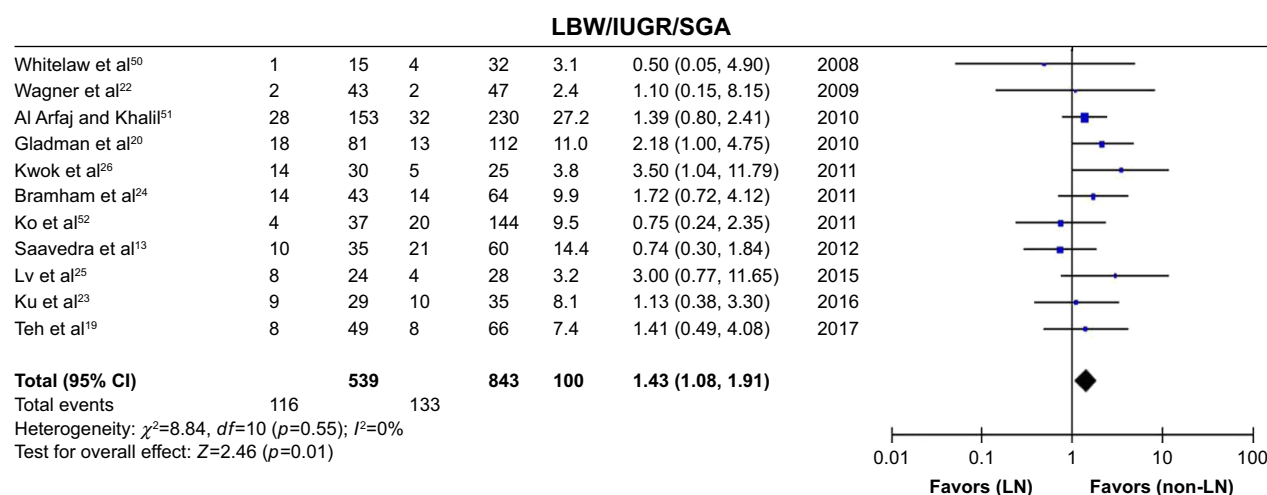 LBW/IUGR/SGA
Whitelaw et al⁵⁰ 1 15 4 32 3.1 0.50 (0.05, 4.90) 2008
Wagner et al²² 2 43 2 47 2.4 1.10 (0.15, 8.15) 2009
Al Arfaj and Khalil⁵¹ 28 153 32 230 27.2 1.39 (0.80, 2.41) 2010
Gladman et al²⁰ 18 81 13 112 11.0 2.18 (1.00, 4.75) 2010
Kwok et al²⁶ 14 30 5 25 3.8 3.50 (1.04, 11.79) 2011
Bramham et al²⁴ 14 43 14 64 9.9 1.72 (0.72, 4.12) 2011
Ko et al⁵² 4 37 20 144 9.5 0.75 (0.24, 2.35) 2011
Saavedra et al¹³ 10 35 21 60 14.4 0.74 (0.30, 1.84) 2012
Lv et al²⁵ 8 24 4 28 3.2 3.00 (0.77, 11.65) 2015
Ku et al²³ 9 29 10 35 8.1 1.13 (0.38, 3.30) 2016
Teh et al¹⁹ 8 49 8 66 7.4 1.41 (0.49, 4.08) 2017
Total (95% CI) 539 843 100 1.43 (1.08, 1.91)
Total events 116 133
Heterogeneity: χ²=8.84, df=10 (p=0.55); I²=0%
Test for overall effect: Z=2.46 (p=0.01)
0.01 0.1 1 10 100
Favors (LN) Favors (non-LN)